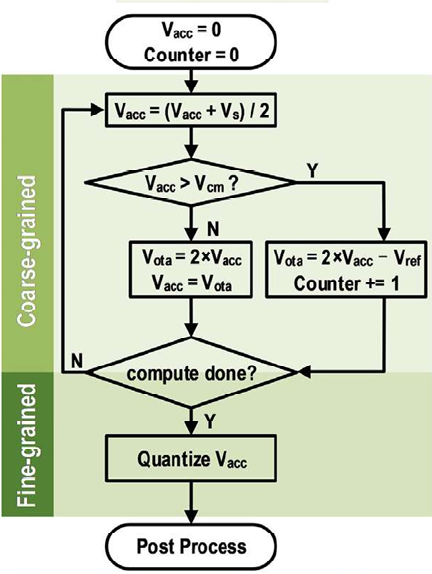 Vacc = 0
Counter = 0
Vacc = (Vacc + Vs) / 2
Vacc > Vcm ?
Y
N
Vota = 2×Vacc
Vacc = Vota
Vota = 2×Vacc − Vref
Counter += 1
N
compute done?
Y
Quantize Vacc
Post Process
Coarse-grained
Fine-grained